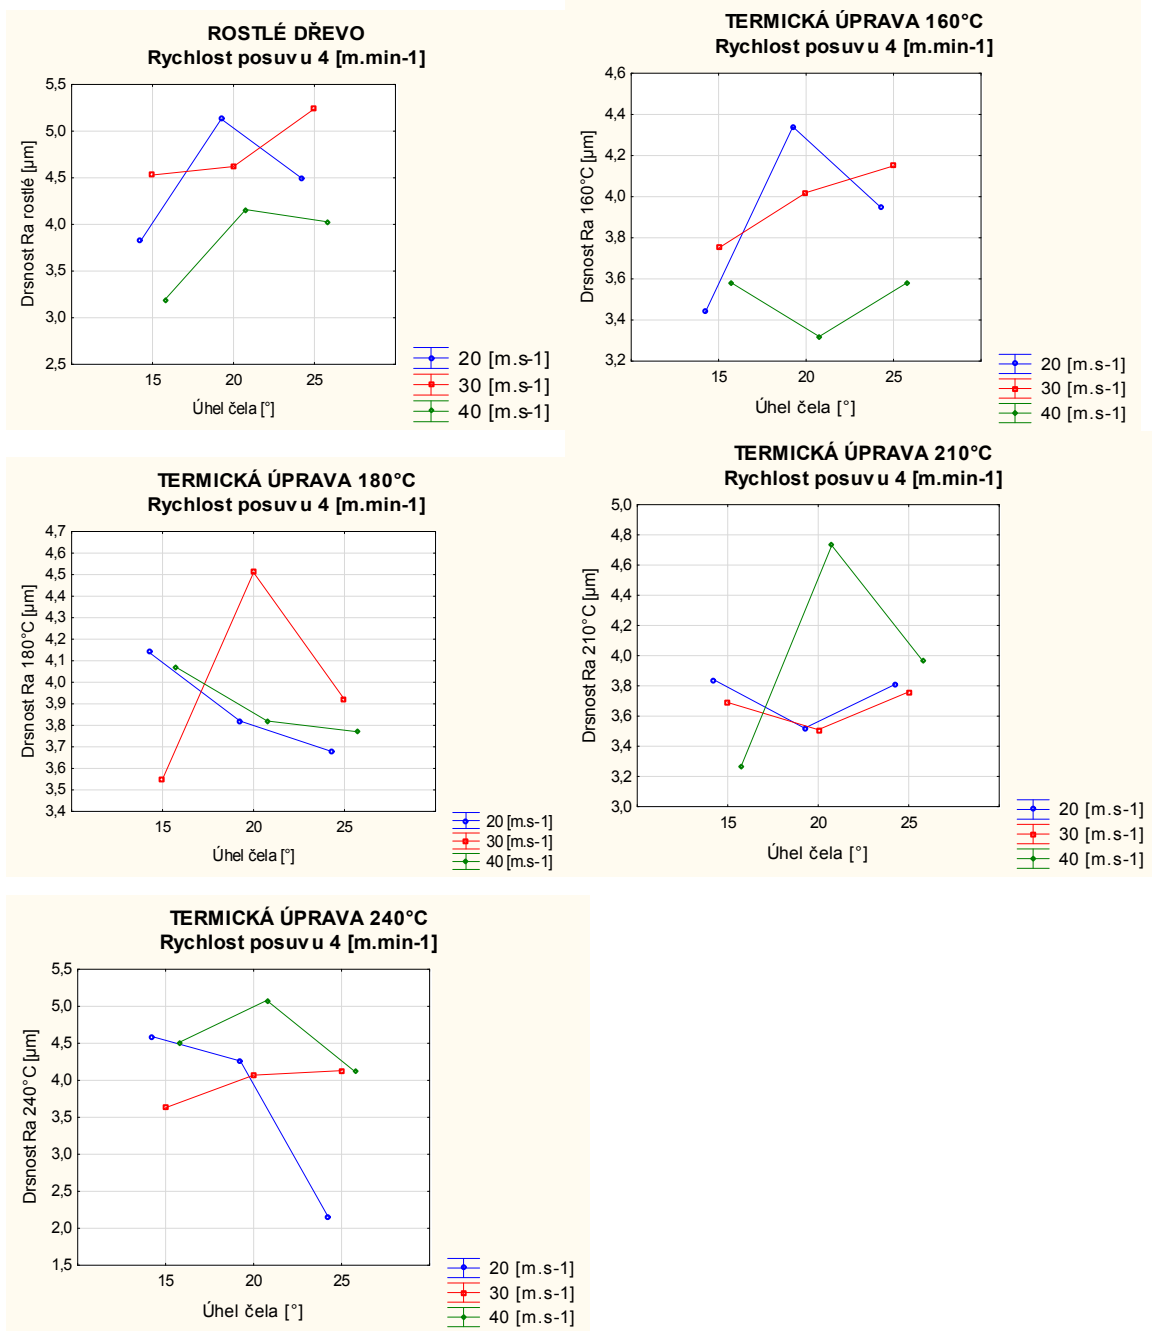 ROSTLÉ DŘEVO
Rychlost posuvu 4 [m.min-1]
Drsnost Ra rostlé [µm]
5,5
5,0
4,5
4,0
3,5
3,0
2,5
15 20 25
Úhel čela [°]
20 [m.s-1]
30 [m.s-1]
40 [m.s-1]
TERMICKÁ ÚPRAVA 160°C
Rychlost posuvu 4 [m.min-1]
Drsnost Ra 160°C [µm]
4,6
4,4
4,2
4,0
3,8
3,6
3,4
3,2
15 20 25
Úhel čela [°]
20 [m.s-1]
30 [m.s-1]
40 [m.s-1]
TERMICKÁ ÚPRAVA 180°C
Rychlost posuvu 4 [m.min-1]
Drsnost Ra 180°C [µm]
4,7
4,6
4,5
4,4
4,3
4,2
4,1
4,0
3,9
3,8
3,7
3,6
3,5
3,4
15 20 25
Úhel čela [°]
20 [m.s-1]
30 [m.s-1]
40 [m.s-1]
TERMICKÁ ÚPRAVA 210°C
Rychlost posuvu 4 [m.min-1]
Drsnost Ra 210°C [µm]
5,0
4,8
4,6
4,4
4,2
4,0
3,8
3,6
3,4
3,2
3,0
15 20 25
Úhel čela [°]
20 [m.s-1]
30 [m.s-1]
40 [m.s-1]
TERMICKÁ ÚPRAVA 240°C
Rychlost posuvu 4 [m.min-1]
Drsnost Ra 240°C [µm]
5,5
5,0
4,5
4,0
3,5
3,0
2,5
2,0
1,5
15 20 25
Úhel čela [°]
20 [m.s-1]
30 [m.s-1]
40 [m.s-1]